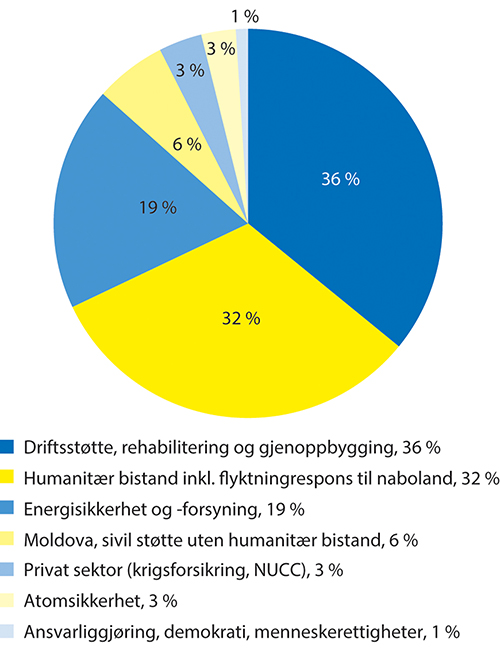 1 %
3 %
3 %
6 %
36 %
19 %
32 %
Driftsstøtte, rehabilitering og gjenoppbygging, 36 %
Humanitær bistand inkl. flyktningrespons til naboland, 32 %
Energisikkerhet og -forsyning, 19 %
Moldova, sivil støtte uten humanitær bistand, 6 %
Privat sektor (krigsforsikring, NUCC), 3 %
Atomsikkerhet, 3 %
Ansvarliggjøring, demokrati, menneskerettigheter, 1 %